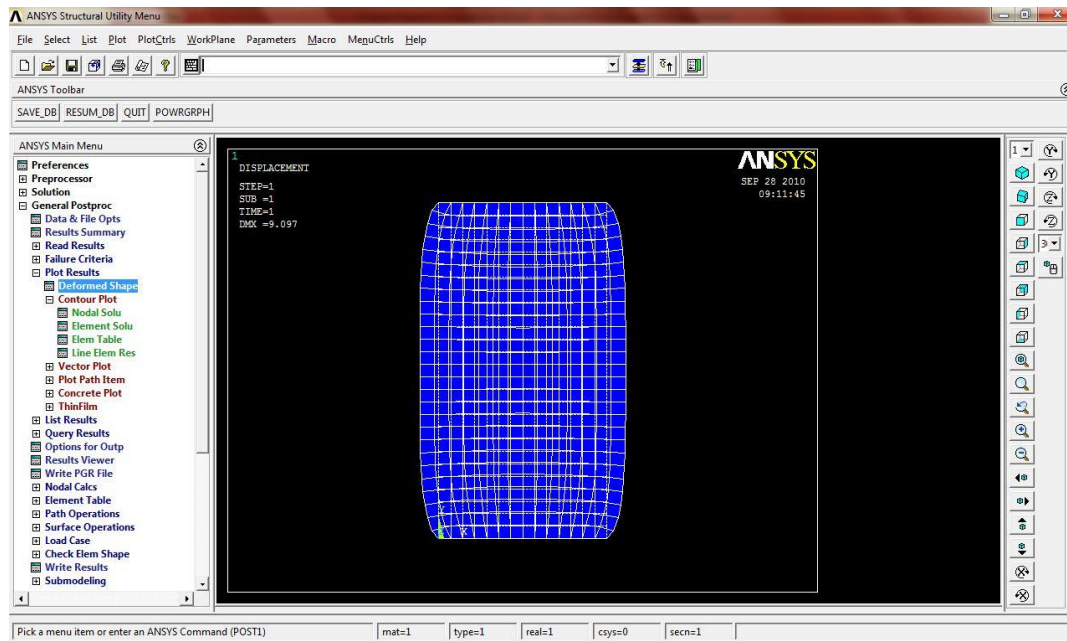 ANSYS Structural Utility Menu
File Select List Plot PlotCtrls WorkPlane Parameters Macro MenuCtrls Help
ANSYS Toolbar
SAVE_DB RESUM_DB QUIT POWRGRPH
ANSYS Main Menu
Preferences
Preprocessor
Solution
General Postproc
Data & File Opts
Results Summary
Read Results
Failure Criteria
Plot Results
Deformed Shape
Contour Plot
Nodal Solu
Element Solu
Elem Table
Line Elem Res
Vector Plot
Plot Path Item
Concrete Plot
ThinFilm
List Results
Query Results
Options for Outp
Results Viewer
Write PGR File
Nodal Calcs
Element Table
Path Operations
Surface Operations
Load Case
Check Elem Shape
Write Results
Submodeling
1
DISPLACEMENT
STEP=1
SUB =1
TIME=1
DMX =9.097
ANSYS
SEP 28 2010
09:11:45
X
1
3
Pick a menu item or enter an ANSYS Command (POST1) mat=1 type=1 real=1 csys=0 secn=1